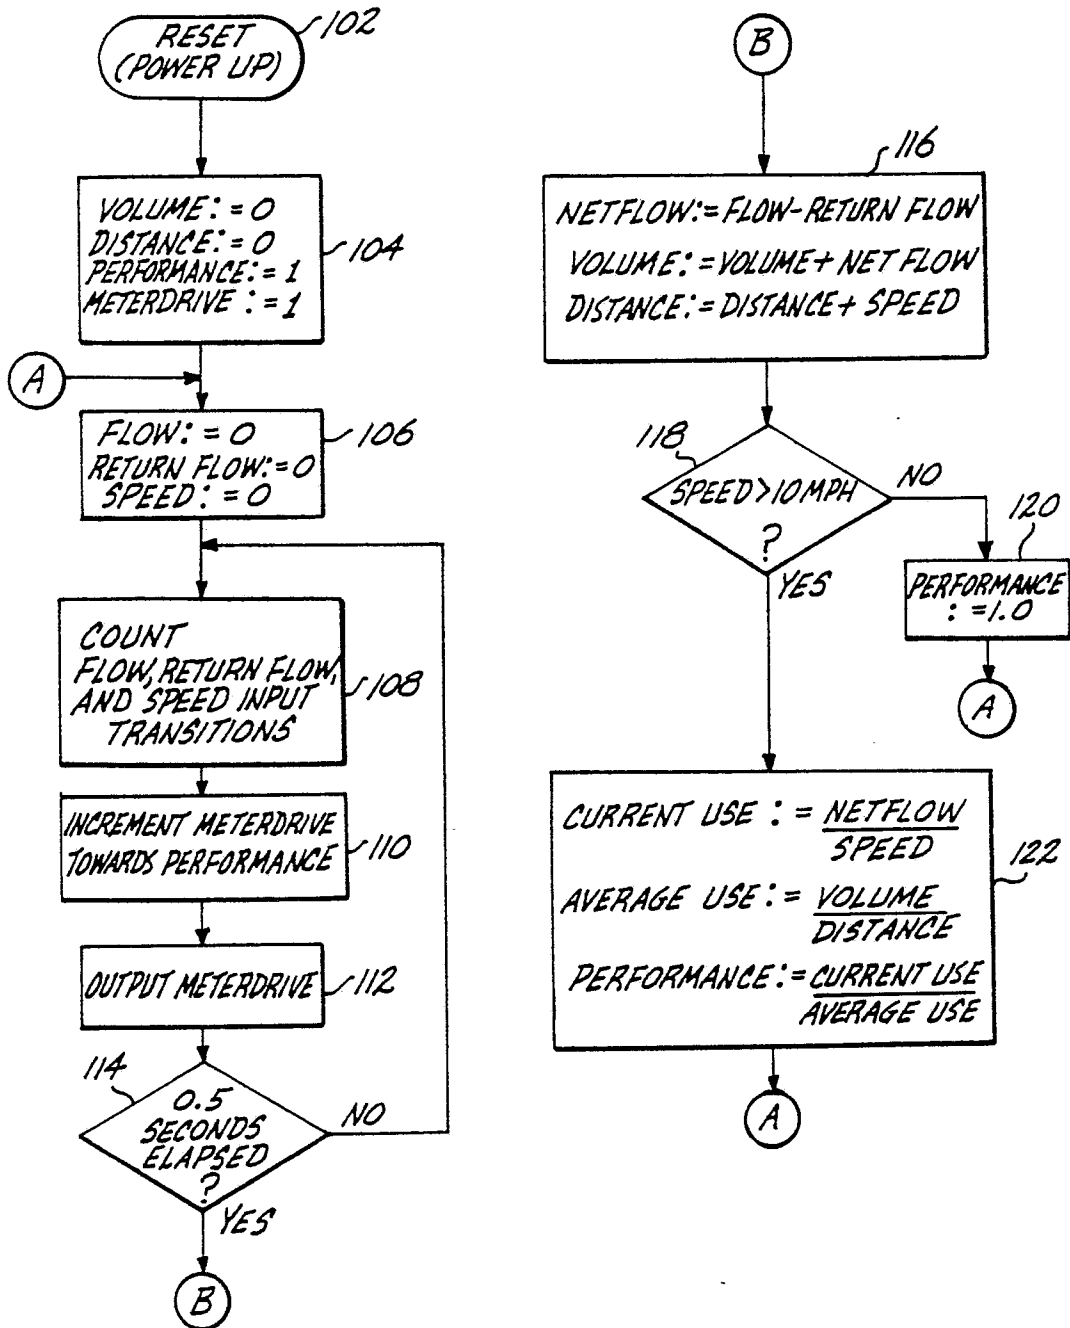 RESET
(POWER UP)
102
VOLUME: = 0
DISTANCE: = 0
PERFORMANCE: = 1
METERDRIVE : = 1
104
A
FLOW: = 0
RETURN FLOW: = 0
SPEED: = 0
106
COUNT
FLOW, RETURN FLOW,
AND SPEED INPUT
TRANSITIONS
108
INCREMENT METERDRIVE
TOWARDS PERFORMANCE
110
OUTPUT METERDRIVE
112
114
0.5
SECONDS
ELAPSED
?
NO
YES
B
B
116
NETFLOW:= FLOW-RETURN FLOW
VOLUME: = VOLUME + NET FLOW
DISTANCE: = DISTANCE + SPEED
118
SPEED > 10 MPH
?
NO
YES
120
PERFORMANCE
: = 1.0
A
CURRENT USE : = NETFLOW
SPEED
AVERAGE USE : = VOLUME
DISTANCE
PERFORMANCE: = CURRENT USE
AVERAGE USE
122
A